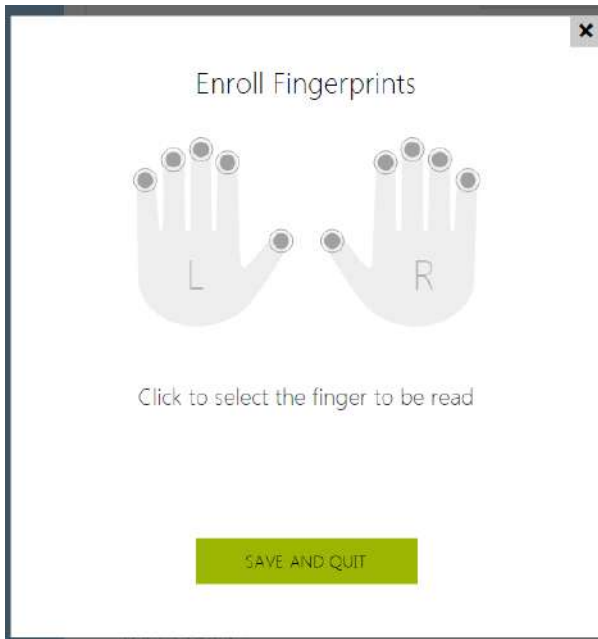 Enroll Fingerprints
L
R
Click to select the finger to be read
SAVE AND QUIT